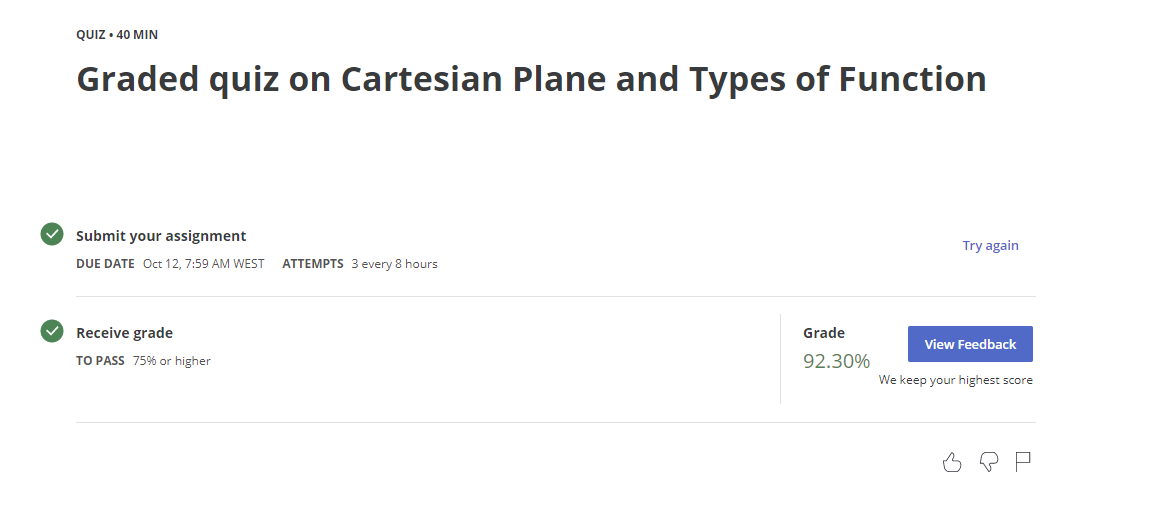 QUIZ • 40 MIN
Graded quiz on Cartesian Plane and Types of Function
Submit your assignment
DUE DATE Oct 12, 7:59 AM WEST ATTEMPTS 3 every 8 hours
Try again
Receive grade
TO PASS 75% or higher
Grade
92.30%
View Feedback
We keep your highest score